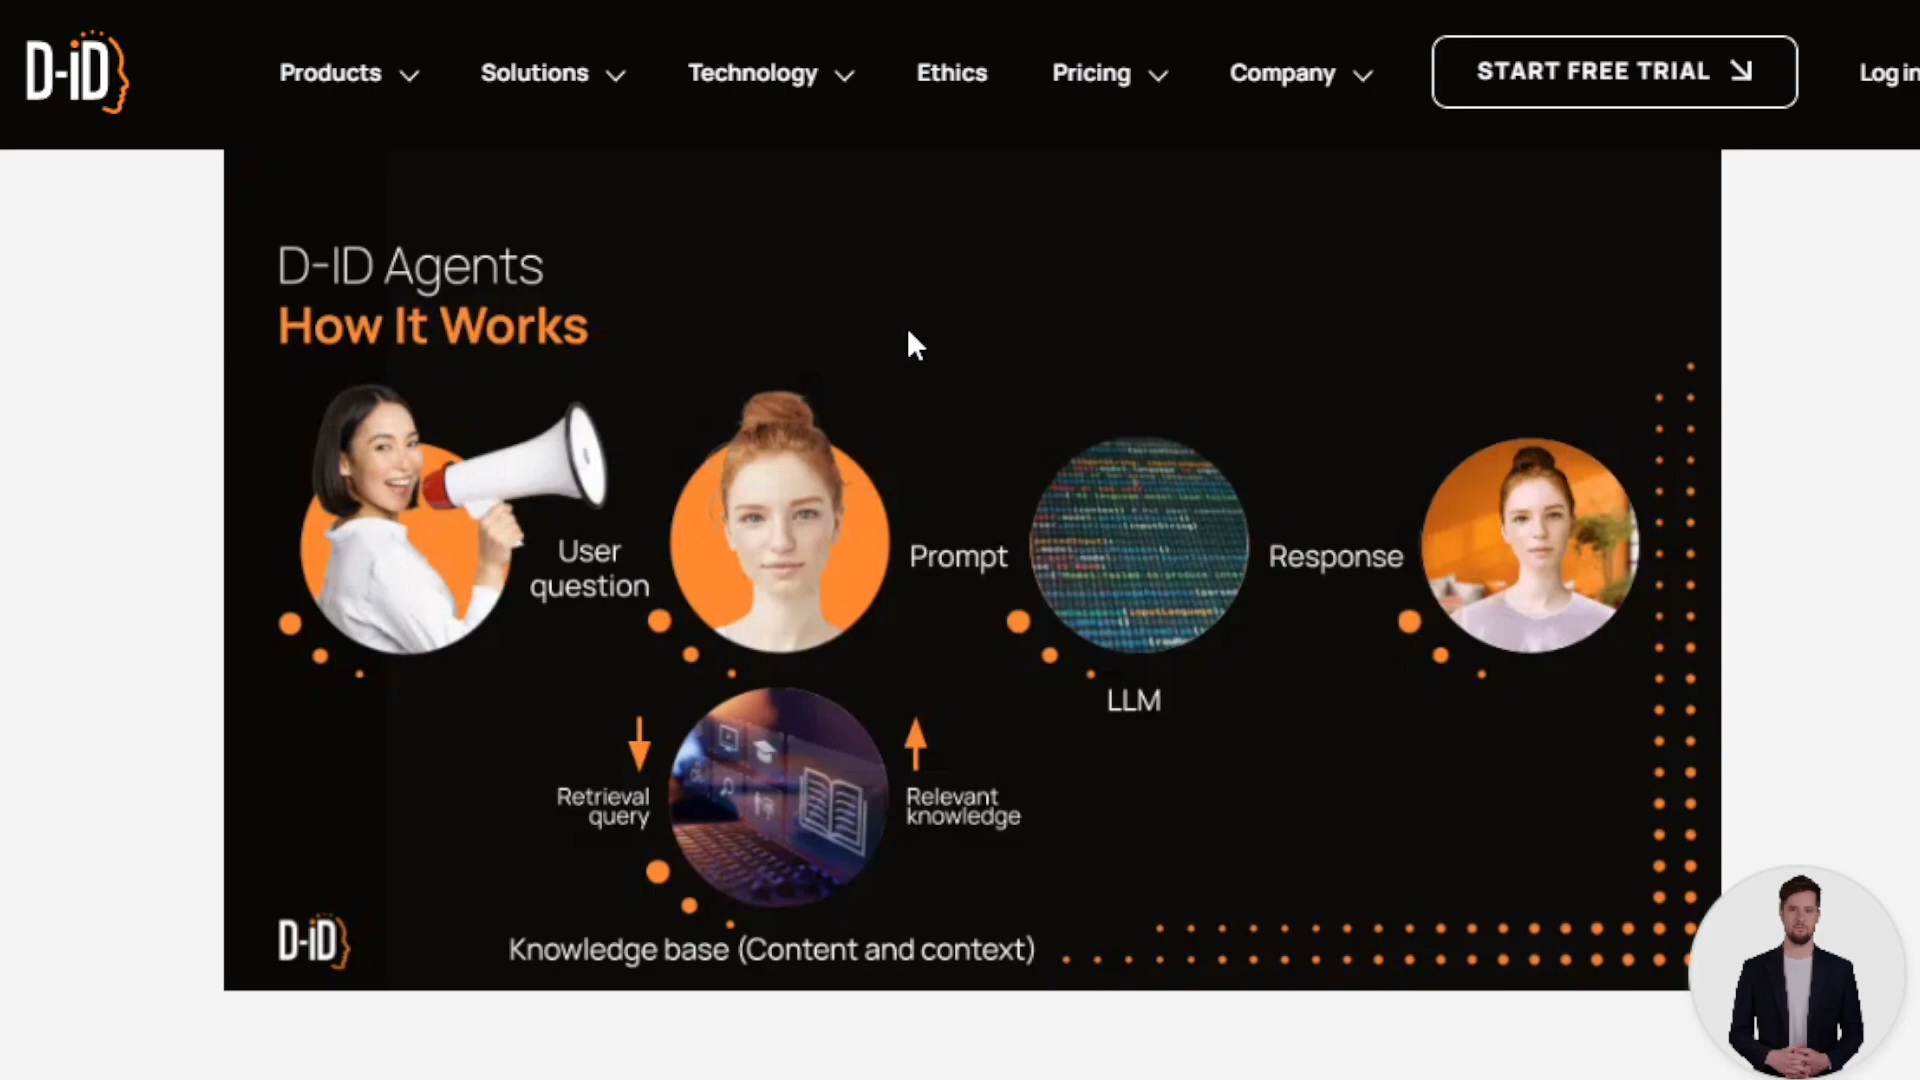 D-iD
Products
Solutions
Technology
Ethics
Pricing
Company
START FREE TRIAL
Log in
D-ID Agents
How It Works
User
question
Prompt
Response
LLM
Retrieval
query
Relevant
knowledge
D-iD
Knowledge base (Content and context)